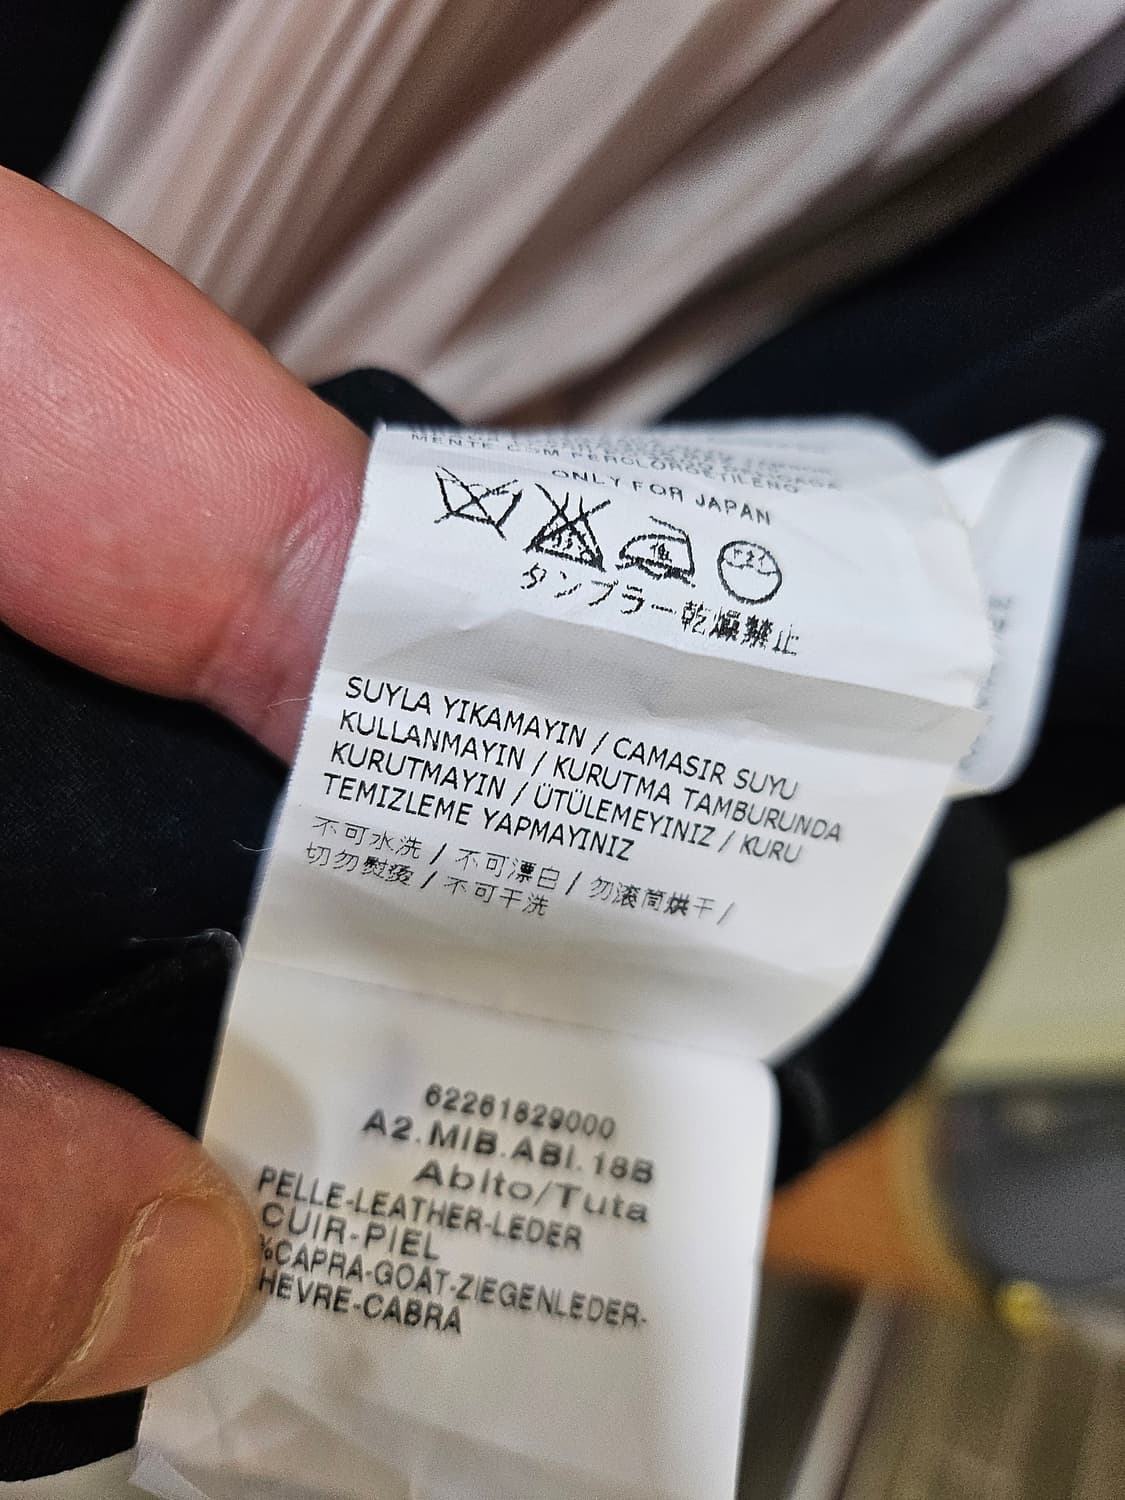 MENTE COM PERCLOROETILENO
ONLY FOR JAPAN
タンブラー乾燥禁止
SUYLA YIKAMAYIN / CAMASIR SUYU
KULLANMAYIN / KURUTMA TAMBURUNDA
KURUTMAYIN / ÜTÜLEMEYINIZ / KURU
TEMIZLEME YAPMAYINIZ
不可水洗 / 不可漂白 / 勿滚筒烘干 /
切勿熨烫 / 不可干洗
62261829000
A2.MIB.ABI.18B
Abito/Tuta
PELLE-LEATHER-LEDER
CUIR-PIEL
%CAPRA-GOAT-ZIEGENLEDER-
HEVRE-CABRA